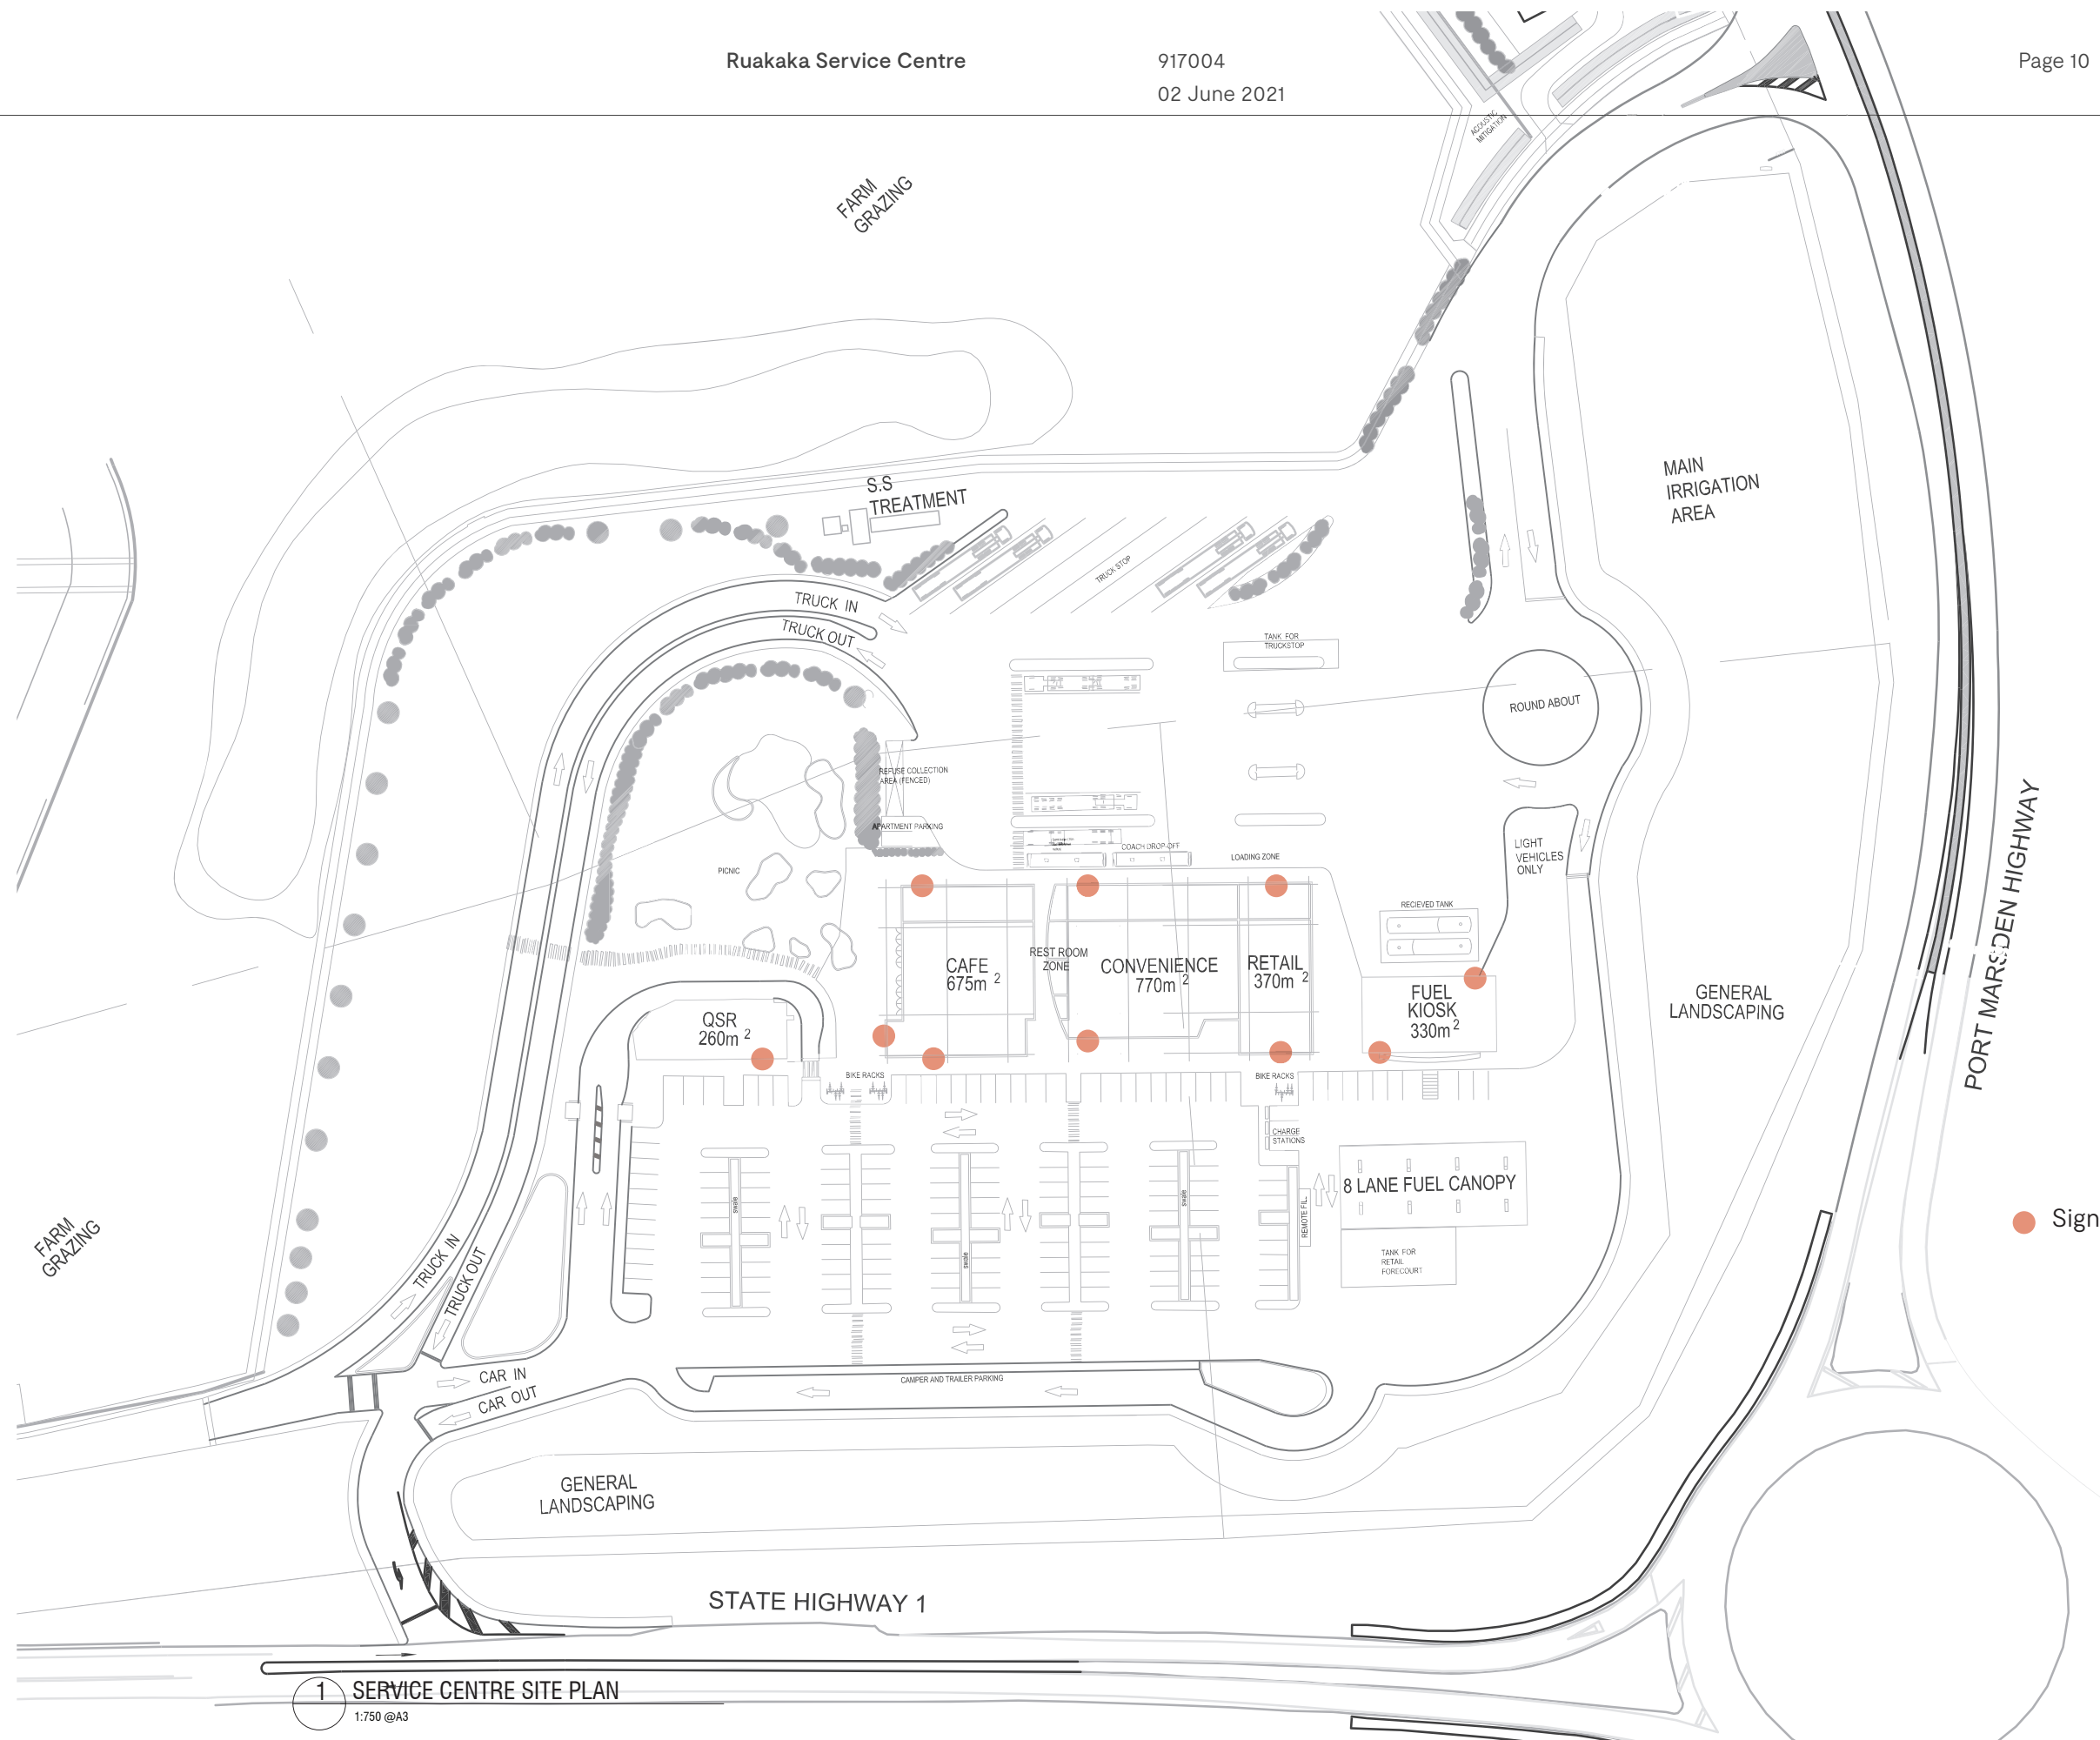 Ruakaka Service Centre
917004
02 June 2021
Page 10
ACOUSTIC
MITIGATION
FARM
GRAZING
MAIN
IRRIGATION
AREA
S.S
TREATMENT
TRUCK STOP
TRUCK IN
TRUCK OUT
TANK FOR
TRUCKSTOP
ROUND ABOUT
REFUSE COLLECTION
AREA (FENCED)
APARTMENT PARKING
COACH DROP-OFF
LOADING ZONE
LIGHT
VEHICLES
ONLY
PICNIC
RECIEVED TANK
CAFE
675m 2
REST ROOM
ZONE
CONVENIENCE
770m 2
RETAIL
370m 2
FUEL
KIOSK
330m 2
QSR
260m 2
GENERAL
LANDSCAPING
PORT MARSDEN HIGHWAY
BIKE RACKS
BIKE RACKS
CHARGE
STATIONS
8 LANE FUEL CANOPY
swale
swale
swale
REMOTE FIL.
TANK FOR
RETAIL
FORECOURT
Sign
FARM
GRAZING
TRUCK IN
TRUCK OUT
CAR IN
CAR OUT
CAMPER AND TRAILER PARKING
GENERAL
LANDSCAPING
STATE HIGHWAY 1
1 SERVICE CENTRE SITE PLAN
1:750 @A3